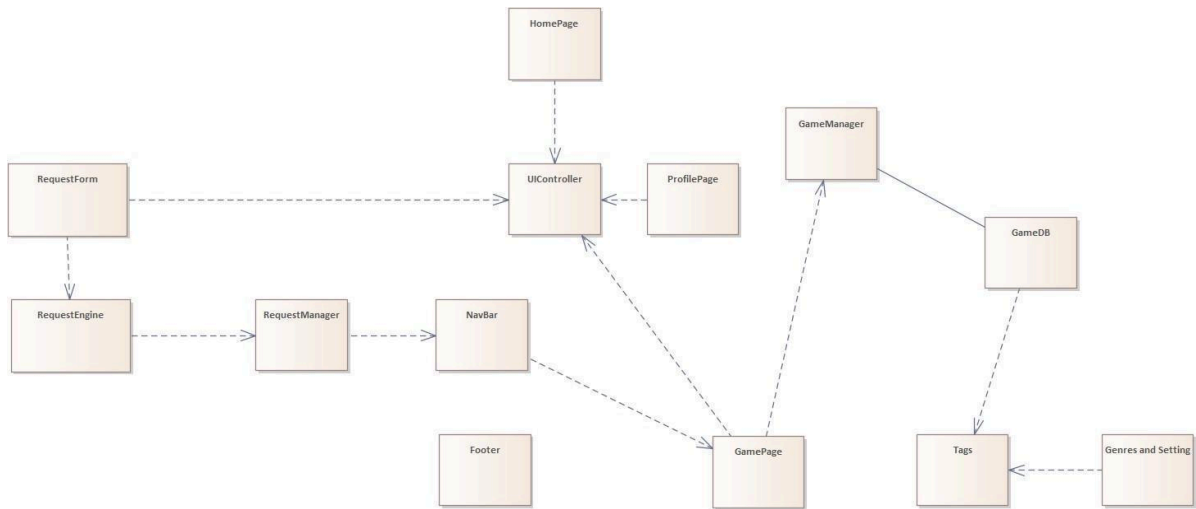 HomePage
GameManager
RequestForm
UIController
ProfilePage
GameDB
RequestEngine
RequestManager
NavBar
Footer
GamePage
Tags
Genres and Setting